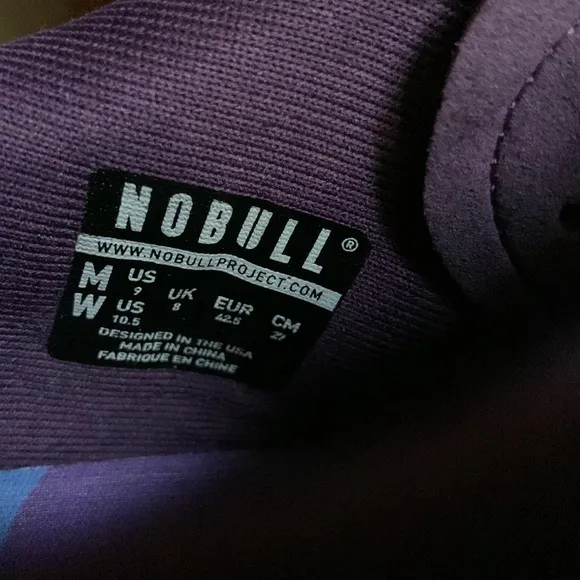 NOBULL®
WWW.NOBULLPROJECT.COM
M US UK EUR CM
9 8 42.5 27
W US
10.5
DESIGNED IN THE USA
MADE IN CHINA
FABRIQUE EN CHINE